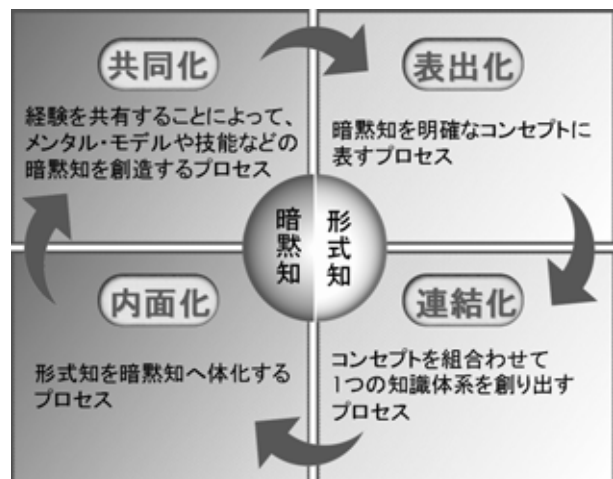 共同化
経験を共有することによって、
メンタル・モデルや技能などの
暗黙知を創造するプロセス
表出化
暗黙知を明確なコンセプトに
表すプロセス
暗黙知
形式知
内面化
形式知を暗黙知へ体化する
プロセス
連結化
コンセプトを組合わせて
1つの知識体系を創り出す
プロセス